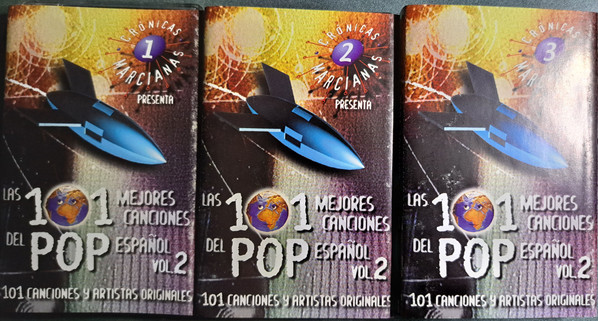 CRÓNICAS
1
MARCIANAS
PRESENTA
LAS 101 MEJORES
CANCIONES
DEL POP ESPAÑOL
VOL.2
101 CANCIONES Y ARTISTAS ORIGINALES
CRÓNICAS
2
MARCIANAS
PRESENTA
LAS 101 MEJORES
CANCIONES
DEL POP ESPAÑOL
VOL.2
101 CANCIONES Y ARTISTAS ORIGINALES
CRÓNICAS
3
LAS 101 MEJORES
CANCIONES
DEL POP ESPAÑOL
VOL.2
101 CANCIONES Y ARTISTAS ORIGINALES